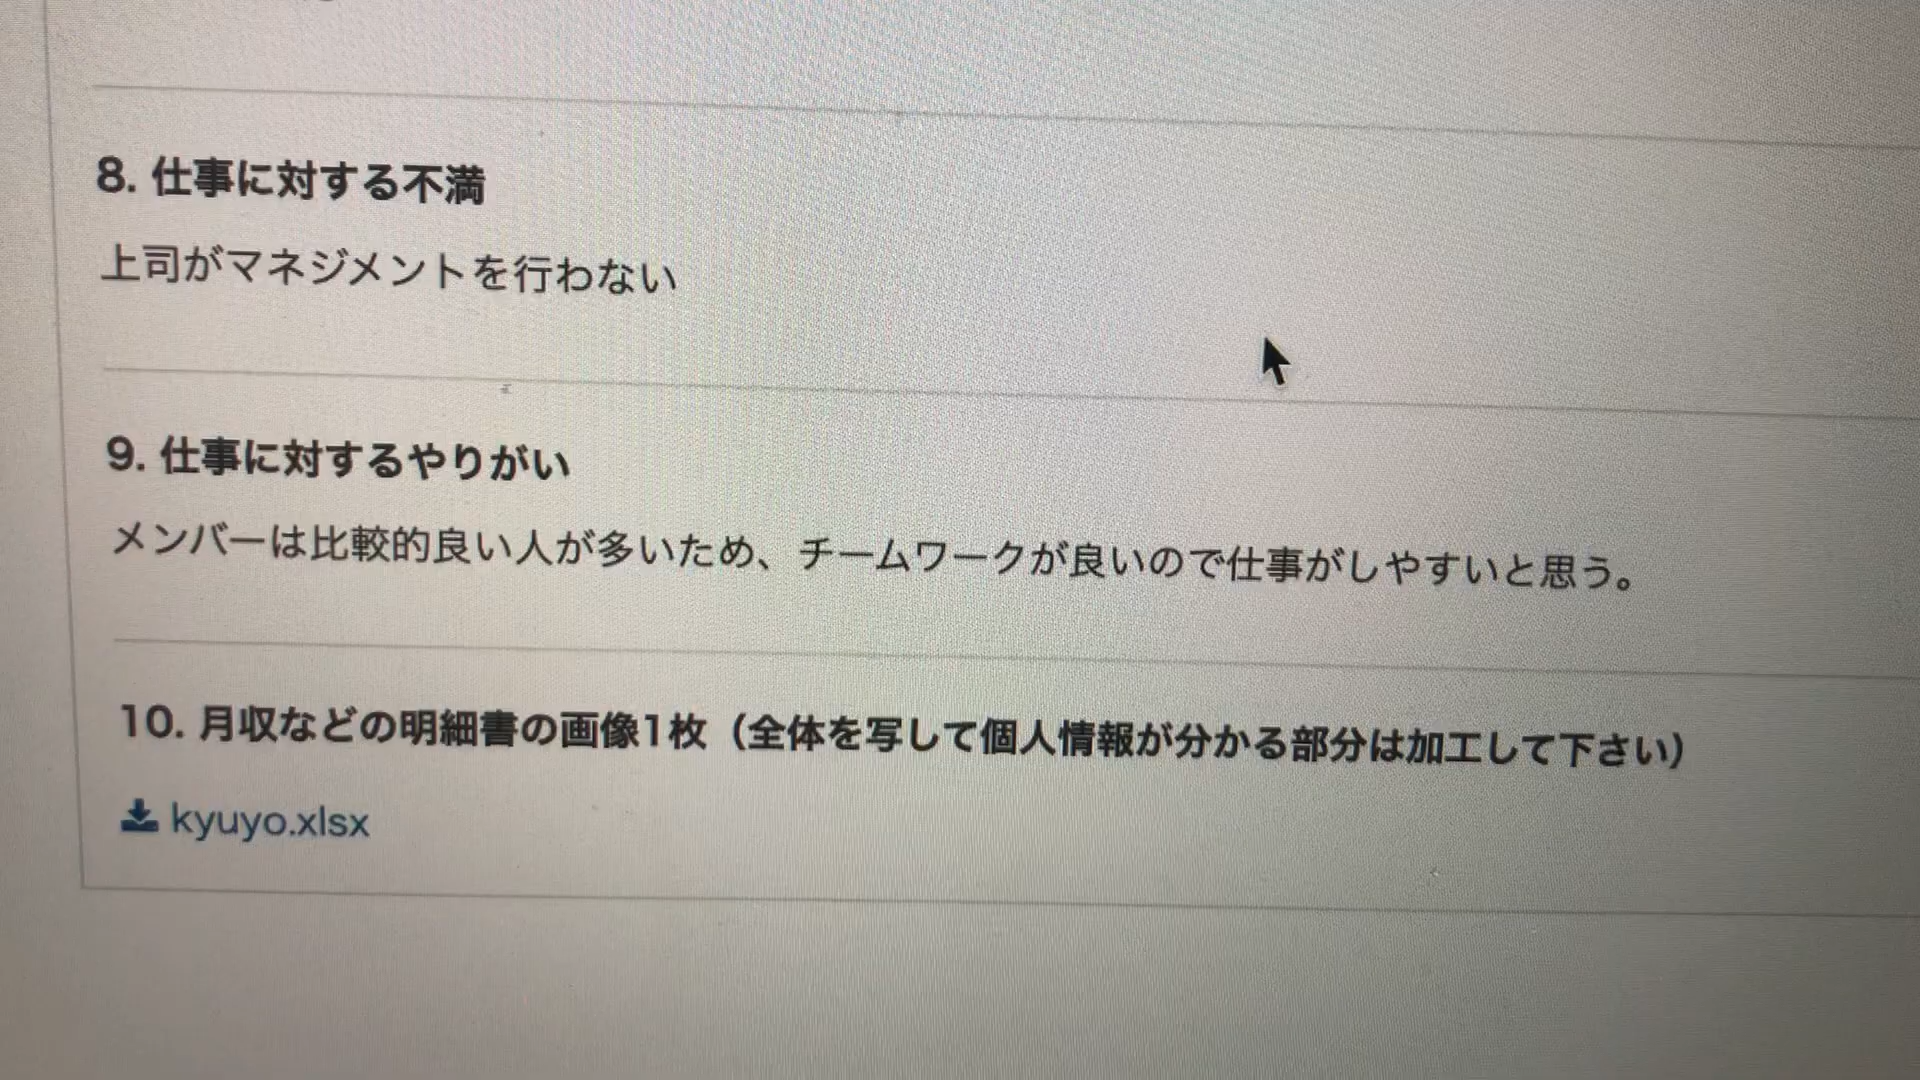 8. 仕事に対する不満
上司がマネジメントを行わない
9. 仕事に対するやりがい
メンバーは比較的良い人が多いため、チームワークが良いので仕事がしやすいと思う。
10. 月収などの明細書の画像1枚（全体を写して個人情報が分かる部分は加工して下さい）
kyuyo.xlsx